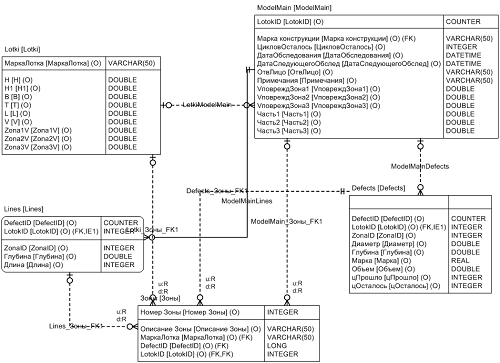 ModelMain [ModelMain]
LotokID [LotokID] (O) COUNTER
Марка конструкции [Марка конструкции] (O) (FK) VARCHAR(50)
ЦикловОсталось [ЦикловОсталось] (O) INTEGER
ДатаОбследования [ДатаОбследования] (O) DATETIME
ДатаСледующегоОбслед [ДатаСледующегоОбслед] (O) DATETIME
ОтвЛицо [ОтвЛицо] (O) VARCHAR(50)
Примечания [Примечания] (O) VARCHAR(50)
УповреждЗона1 [УповреждЗона1] (O) DOUBLE
УповреждЗона2 [УповреждЗона2] (O) DOUBLE
УповреждЗона3 [УповреждЗона3] (O) DOUBLE
Часть1 [Часть1] (O) DOUBLE
Часть2 [Часть2] (O) DOUBLE
Часть3 [Часть3] (O) DOUBLE
Lotki [Lotki]
МаркаЛотка [МаркаЛотка] (O) VARCHAR(50)
H [H] (O) DOUBLE
H1 [H1] (O) DOUBLE
B [B] (O) DOUBLE
T [T] (O) DOUBLE
L [L] (O) DOUBLE
V [V] (O) DOUBLE
Zona1V [Zona1V] (O) DOUBLE
Zona2V [Zona2V] (O) DOUBLE
Zona3V [Zona3V] (O) DOUBLE
LotkiModelMain
ModelMainDefects
Defects_Зоны_FK1
ModelMainLines
Defects [Defects]
DefectID [DefectID] (O) COUNTER
LotokID [LotokID] (O) (FK,IE1) INTEGER
ZonaID [ZonaID] (O) INTEGER
Диаметр [Диаметр] (O) DOUBLE
Глубина [Глубина] (O) DOUBLE
Марка [Марка] (O) REAL
Объем [Объем] (O) DOUBLE
цПрошло [цПрошло] (O) INTEGER
цОсталось [цОсталось] (O) INTEGER
Lines [Lines]
DefectID [DefectID] (O) COUNTER
LotokID [LotokID] (O) (FK,IE1) INTEGER
ZonaID [ZonaID] (O) INTEGER
Глубина [Глубина] (O) DOUBLE
Длина [Длина] (O) INTEGER
Lotki_Зоны_FK1
ModelMain_Зоны_FK1
u:R
d:R
u:R
d:R
u:R
d:R
Lines_Зоны_FK1
Зоны [Зоны]
Номер Зоны [Номер Зоны] (O) INTEGER
Описание Зоны [Описание Зоны] (O) VARCHAR(50)
МаркаЛотка [МаркаЛотка] (O) (FK) VARCHAR(50)
DefectID [DefectID] (O) (FK) LONG
LotokID [LotokID] (O) (FK,FK) INTEGER